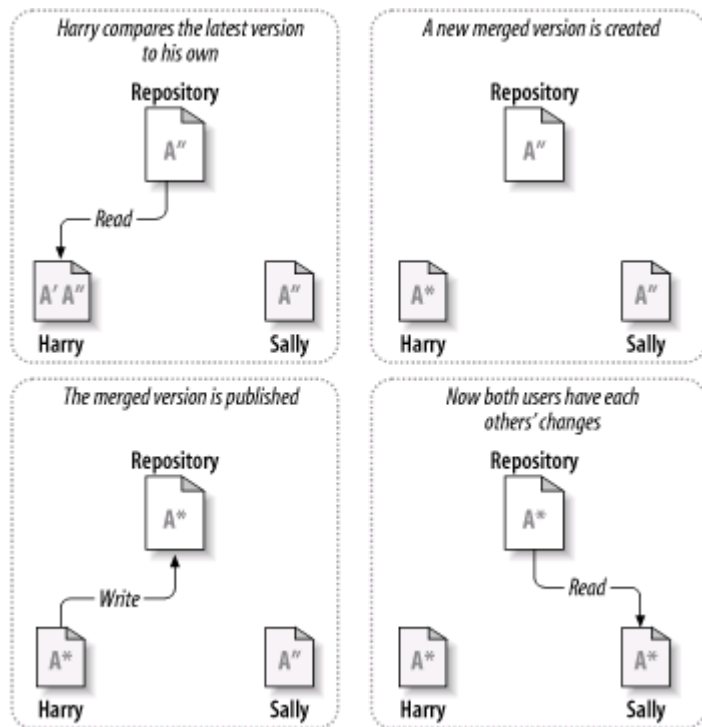 Harry compares the latest version
to his own
Repository
A″
Read
A′ A″
A″
Harry
Sally
A new merged version is created
Repository
A″
A*
A″
Harry
Sally
The merged version is published
Repository
A*
Write
A*
A″
Harry
Sally
Now both users have each
others’ changes
Repository
A*
Read
A*
A*
Harry
Sally